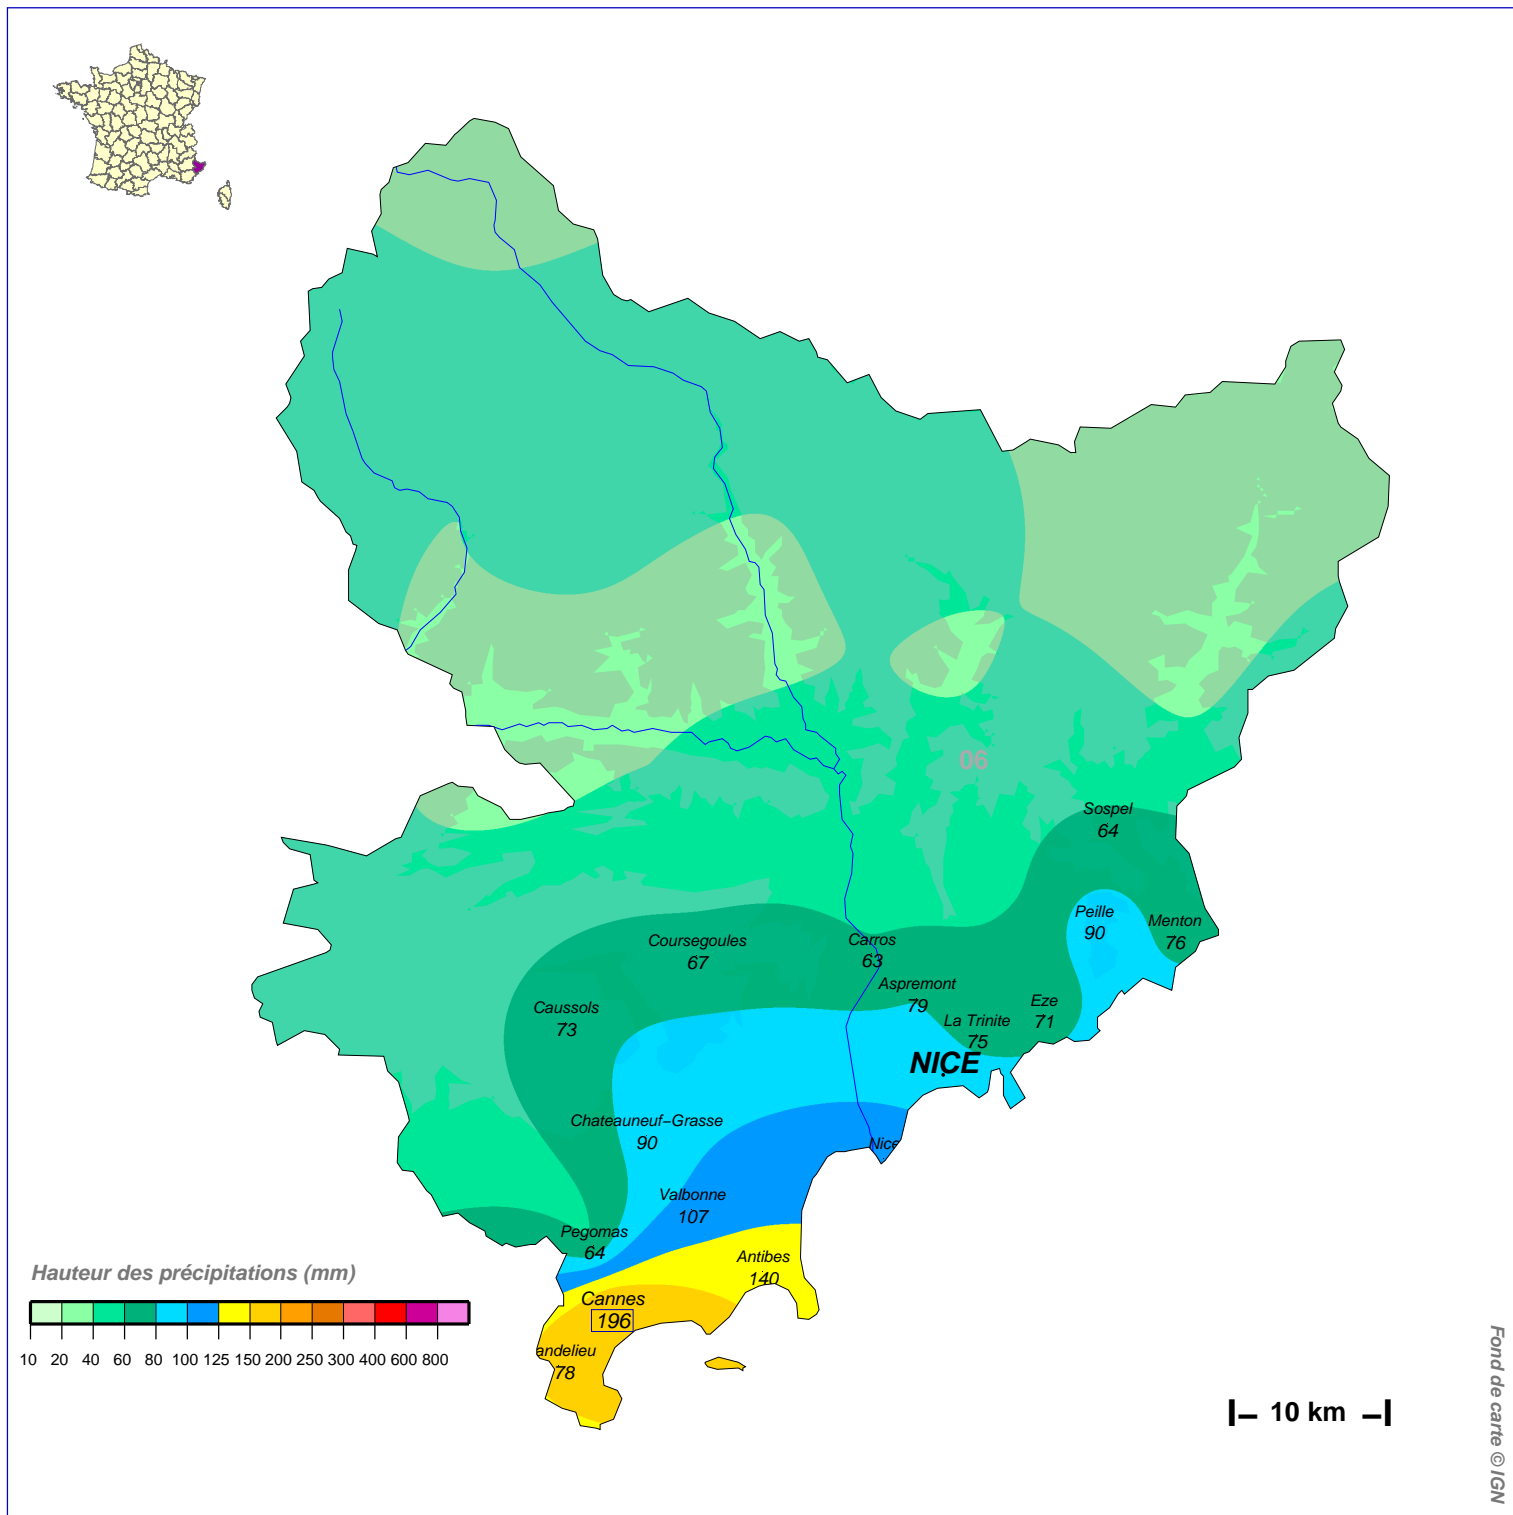 06
Sospel
64
Peille
90
Menton
76
Coursegoules
67
Carros
63
Aspremont
79
Caussols
73
Eze
71
La Trinite
75
NICE
Chateauneuf-Grasse
90
Nice
Valbonne
107
Pegomas
64
Antibes
140
Cannes
196
andelieu
78
Hauteur des précipitations (mm)
10 20 40 60 80 100 125 150 200 250 300 400 600 800
10 km
Fond de carte © IGN